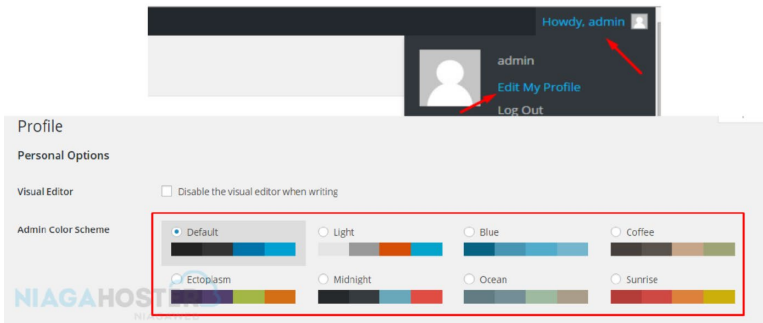 Howdy, admin
admin
Edit My Profile
Log Out
Profile
Personal Options
Visual Editor
Disable the visual editor when writing
Admin Color Scheme
Default
Light
Blue
Coffee
Ectoplasm
Midnight
Ocean
Sunrise
NIAGAHOSTER